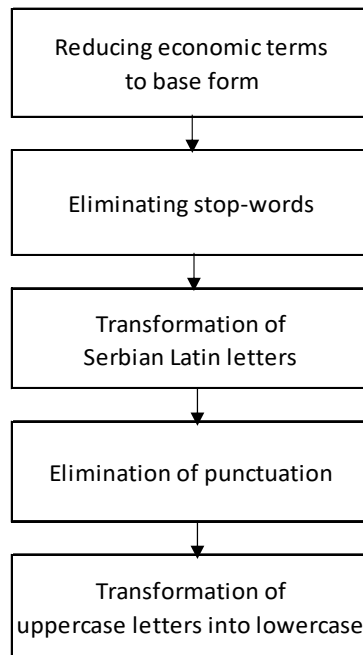 Reducing economic terms
to base form
Eliminating stop-words
Transformation of
Serbian Latin letters
Elimination of punctuation
Transformation of
uppercase letters into lowercase